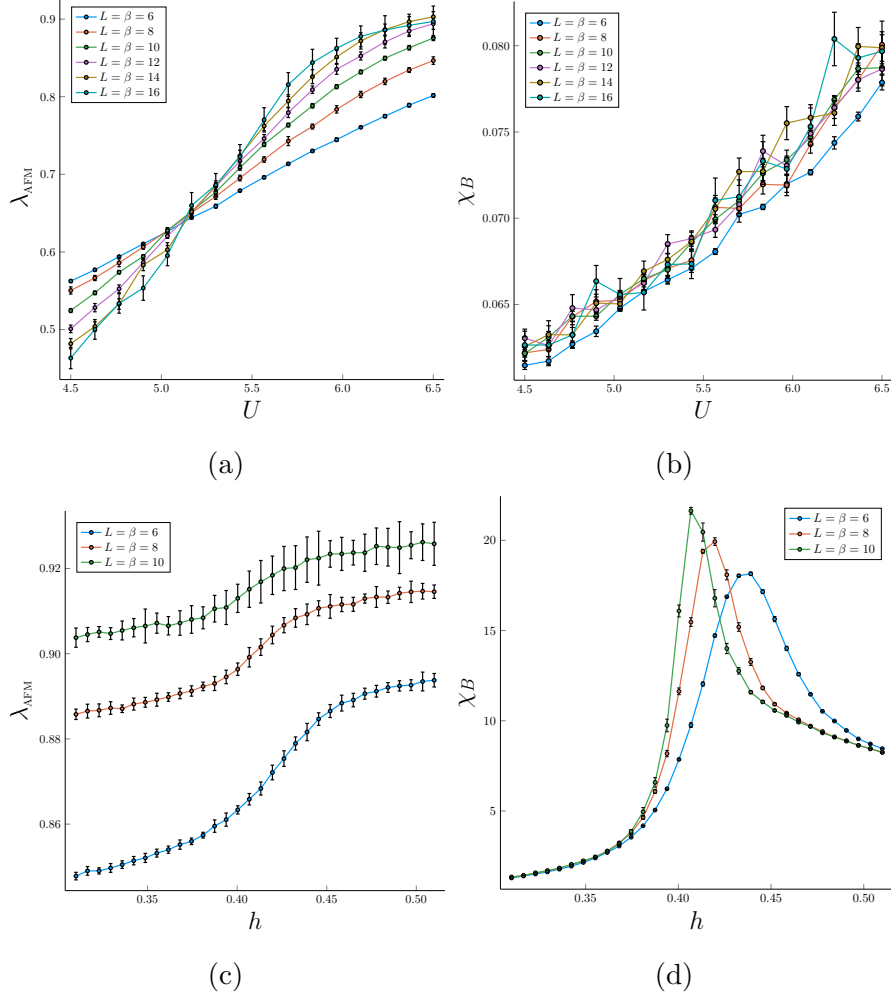 0.9
0.8
0.7
0.6
0.5
λ_AFM
L = β = 6
L = β = 8
L = β = 10
L = β = 12
L = β = 14
L = β = 16
4.5 5.0 5.5 6.0 6.5
U
(a)
0.080
0.075
0.070
0.065
χ_B
L = β = 6
L = β = 8
L = β = 10
L = β = 12
L = β = 14
L = β = 16
4.5 5.0 5.5 6.0 6.5
U
(b)
0.92
0.90
0.88
0.86
λ_AFM
L = β = 6
L = β = 8
L = β = 10
0.35 0.40 0.45 0.50
h
(c)
20
15
10
5
χ_B
L = β = 6
L = β = 8
L = β = 10
0.35 0.40 0.45 0.50
h
(d)